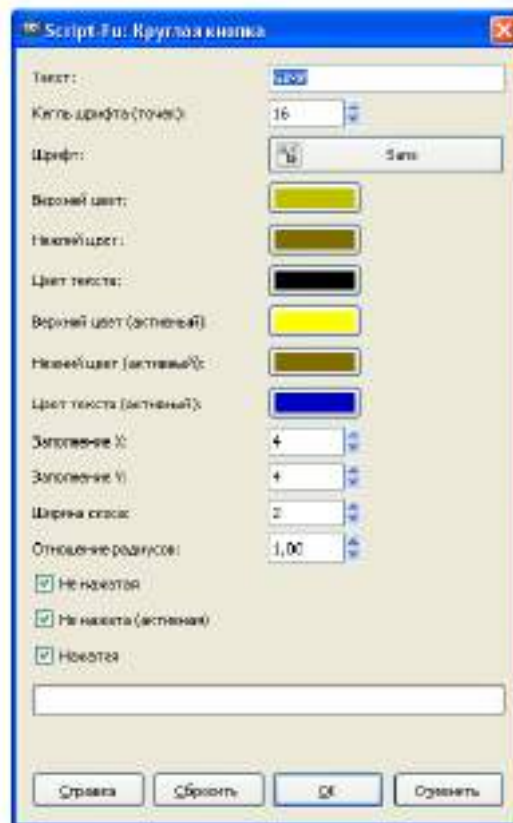 Script-Fu: Круглая кнопка
Текст:
Кегль шрифта (точек): 16
Шрифт: Sans
Верхний цвет:
Нижний цвет:
Цвет текста:
Верхний цвет (активный)
Нижний цвет (активный):
Цвет текста (активный):
Заполнение X: 4
Заполнение Y: 4
Ширина скоса: 2
Отношение радиусов: 1,00
Не нажатая
Не нажата (активная)
Нажатая
Справка Сбросить OK Отменить